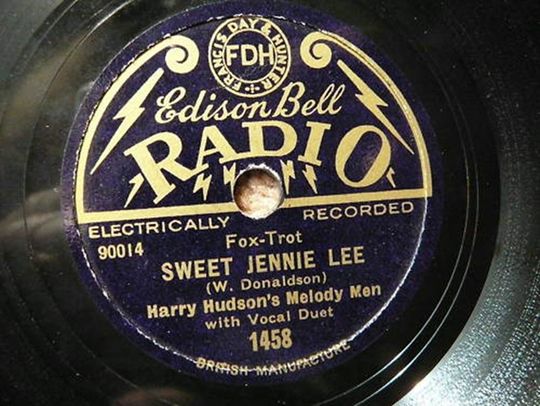 FRANCIS DAY & HUNTER
FDH
Edison Bell
RADIO
ELECTRICALLY RECORDED
90014
Fox-Trot
SWEET JENNIE LEE
(W. Donaldson)
Harry Hudson's Melody Men
with Vocal Duet
1458
BRITISH MANUFACTURE